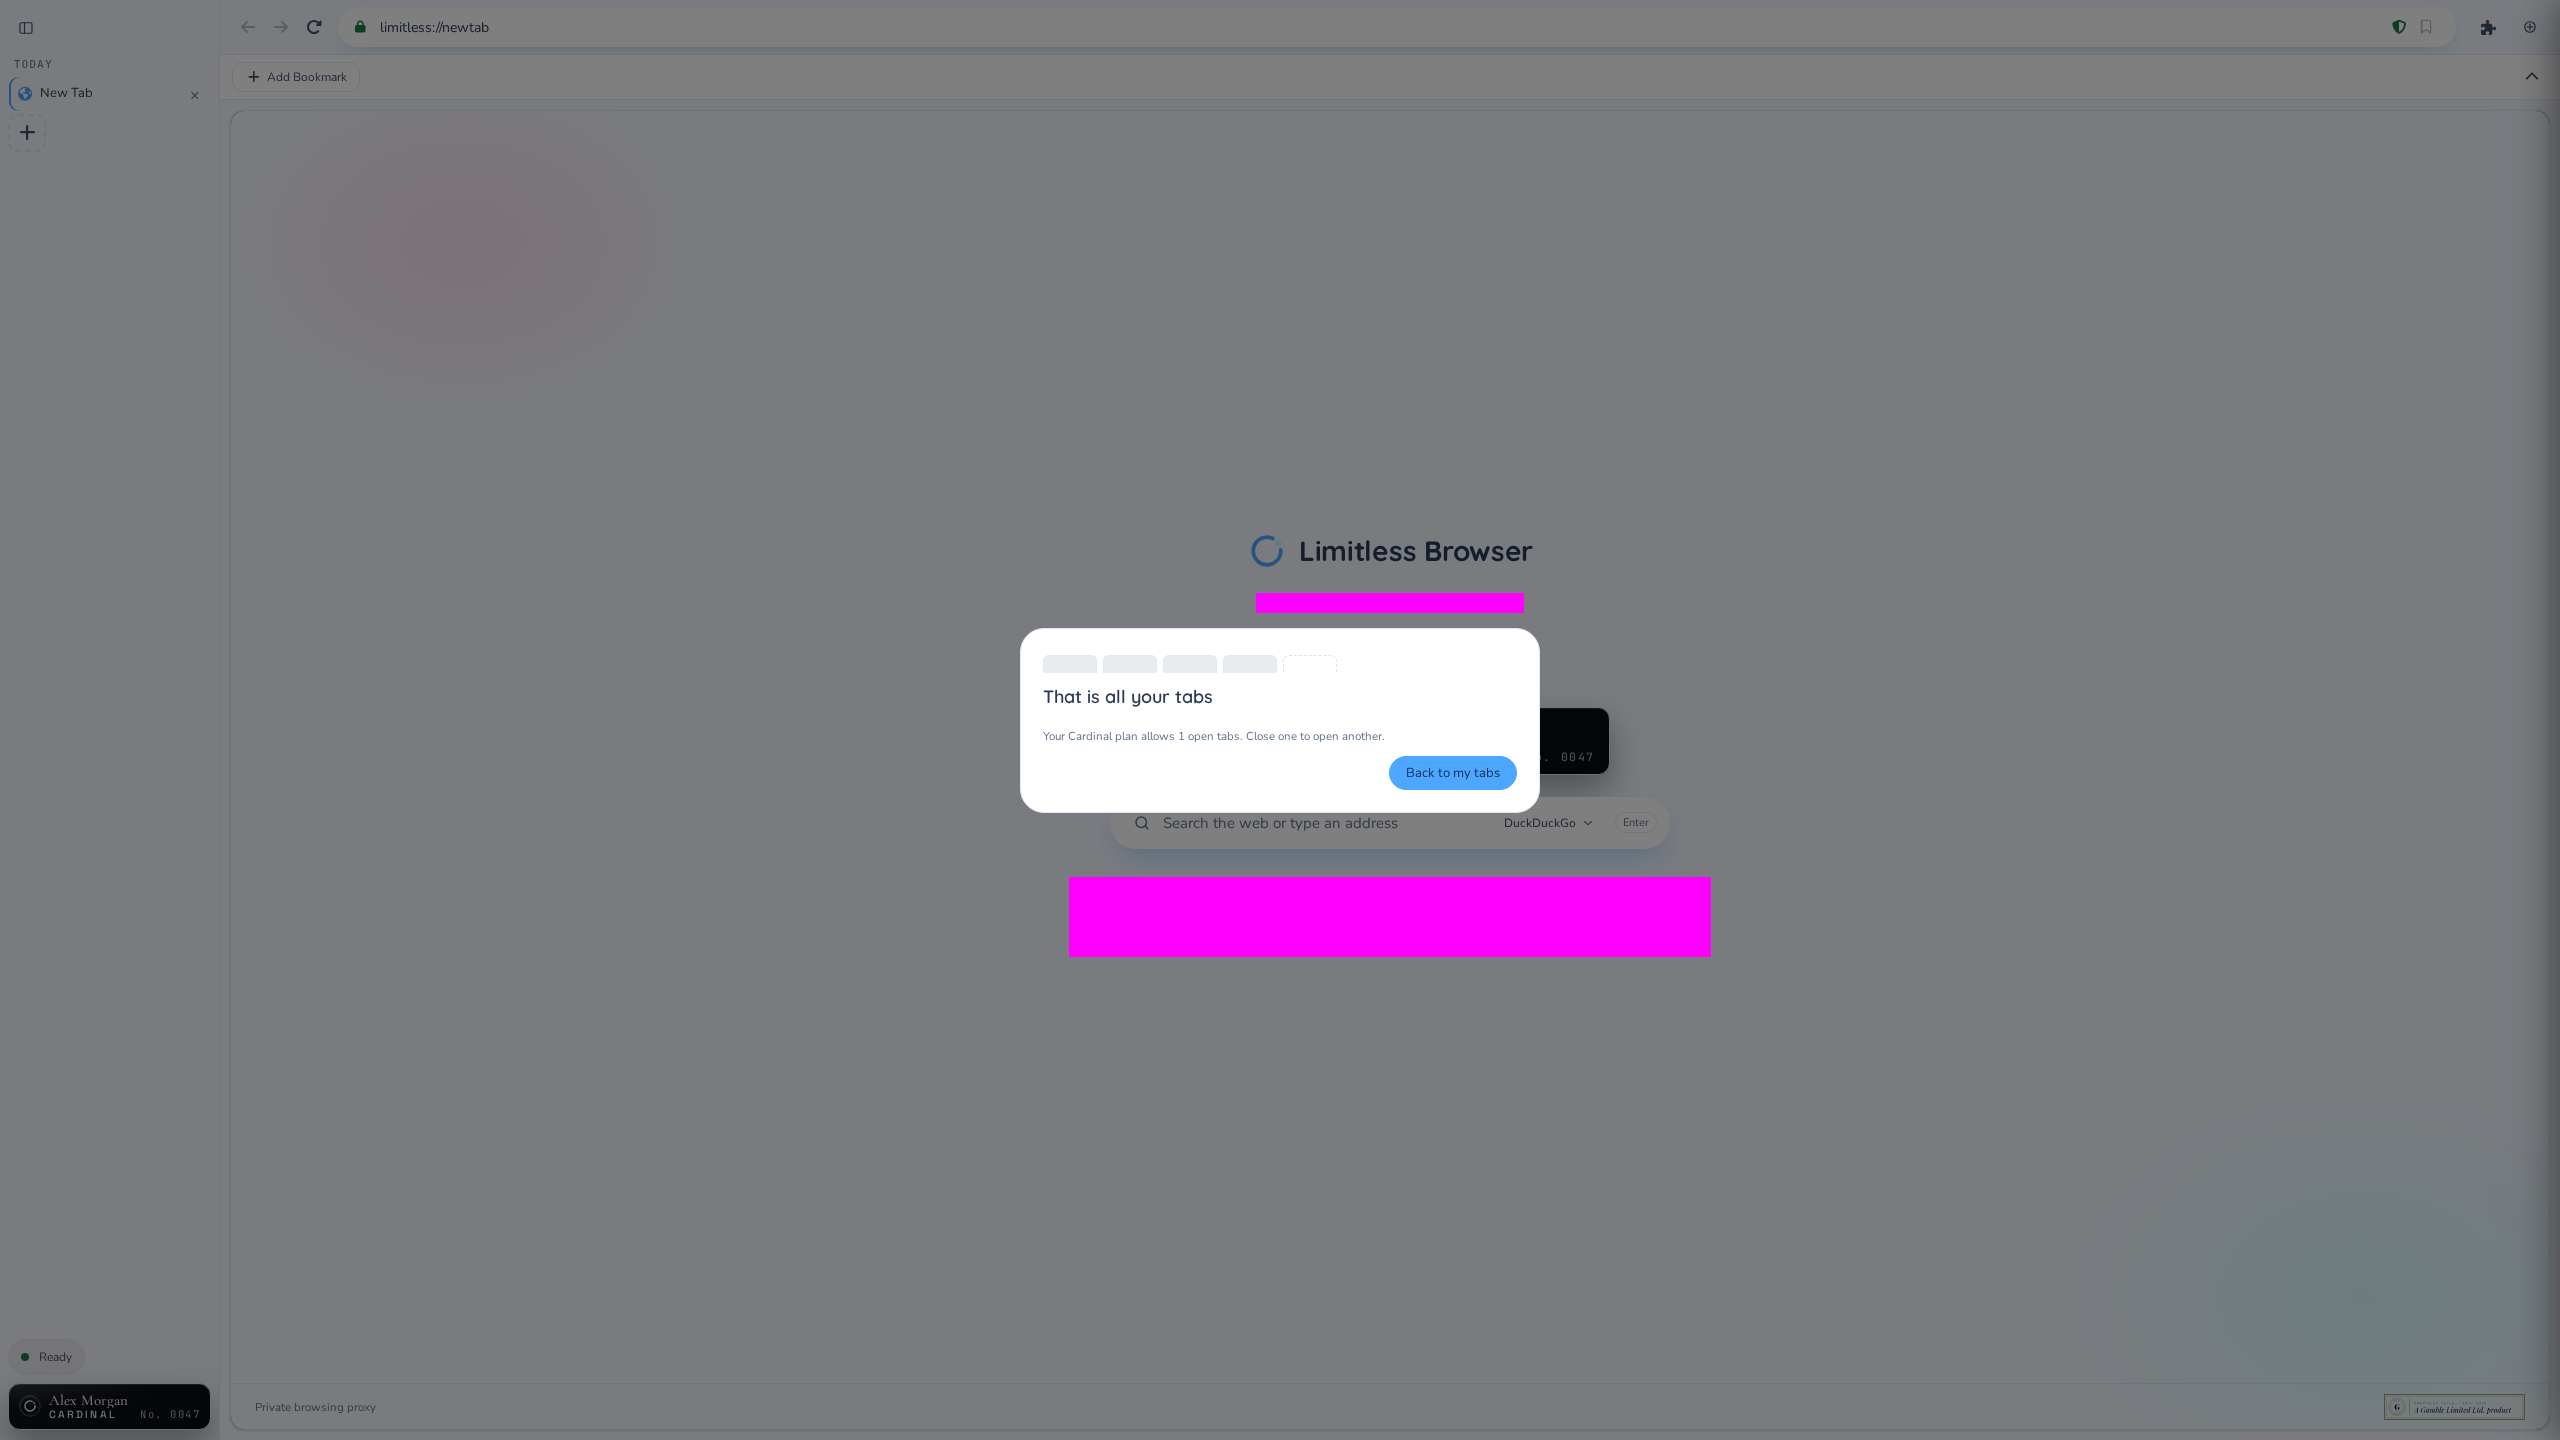 limitless://newtab
TODAY
Add Bookmark
New Tab
Limitless Browser
That is all your tabs
Your Cardinal plan allows 1 open tabs. Close one to open another.
. 0047
Back to my tabs
Search the web or type an address
DuckDuckGo
Enter
Ready
Alex Morgan
CARDINAL No. 0047
Private browsing proxy
G
A Gamble Limited Ltd. product